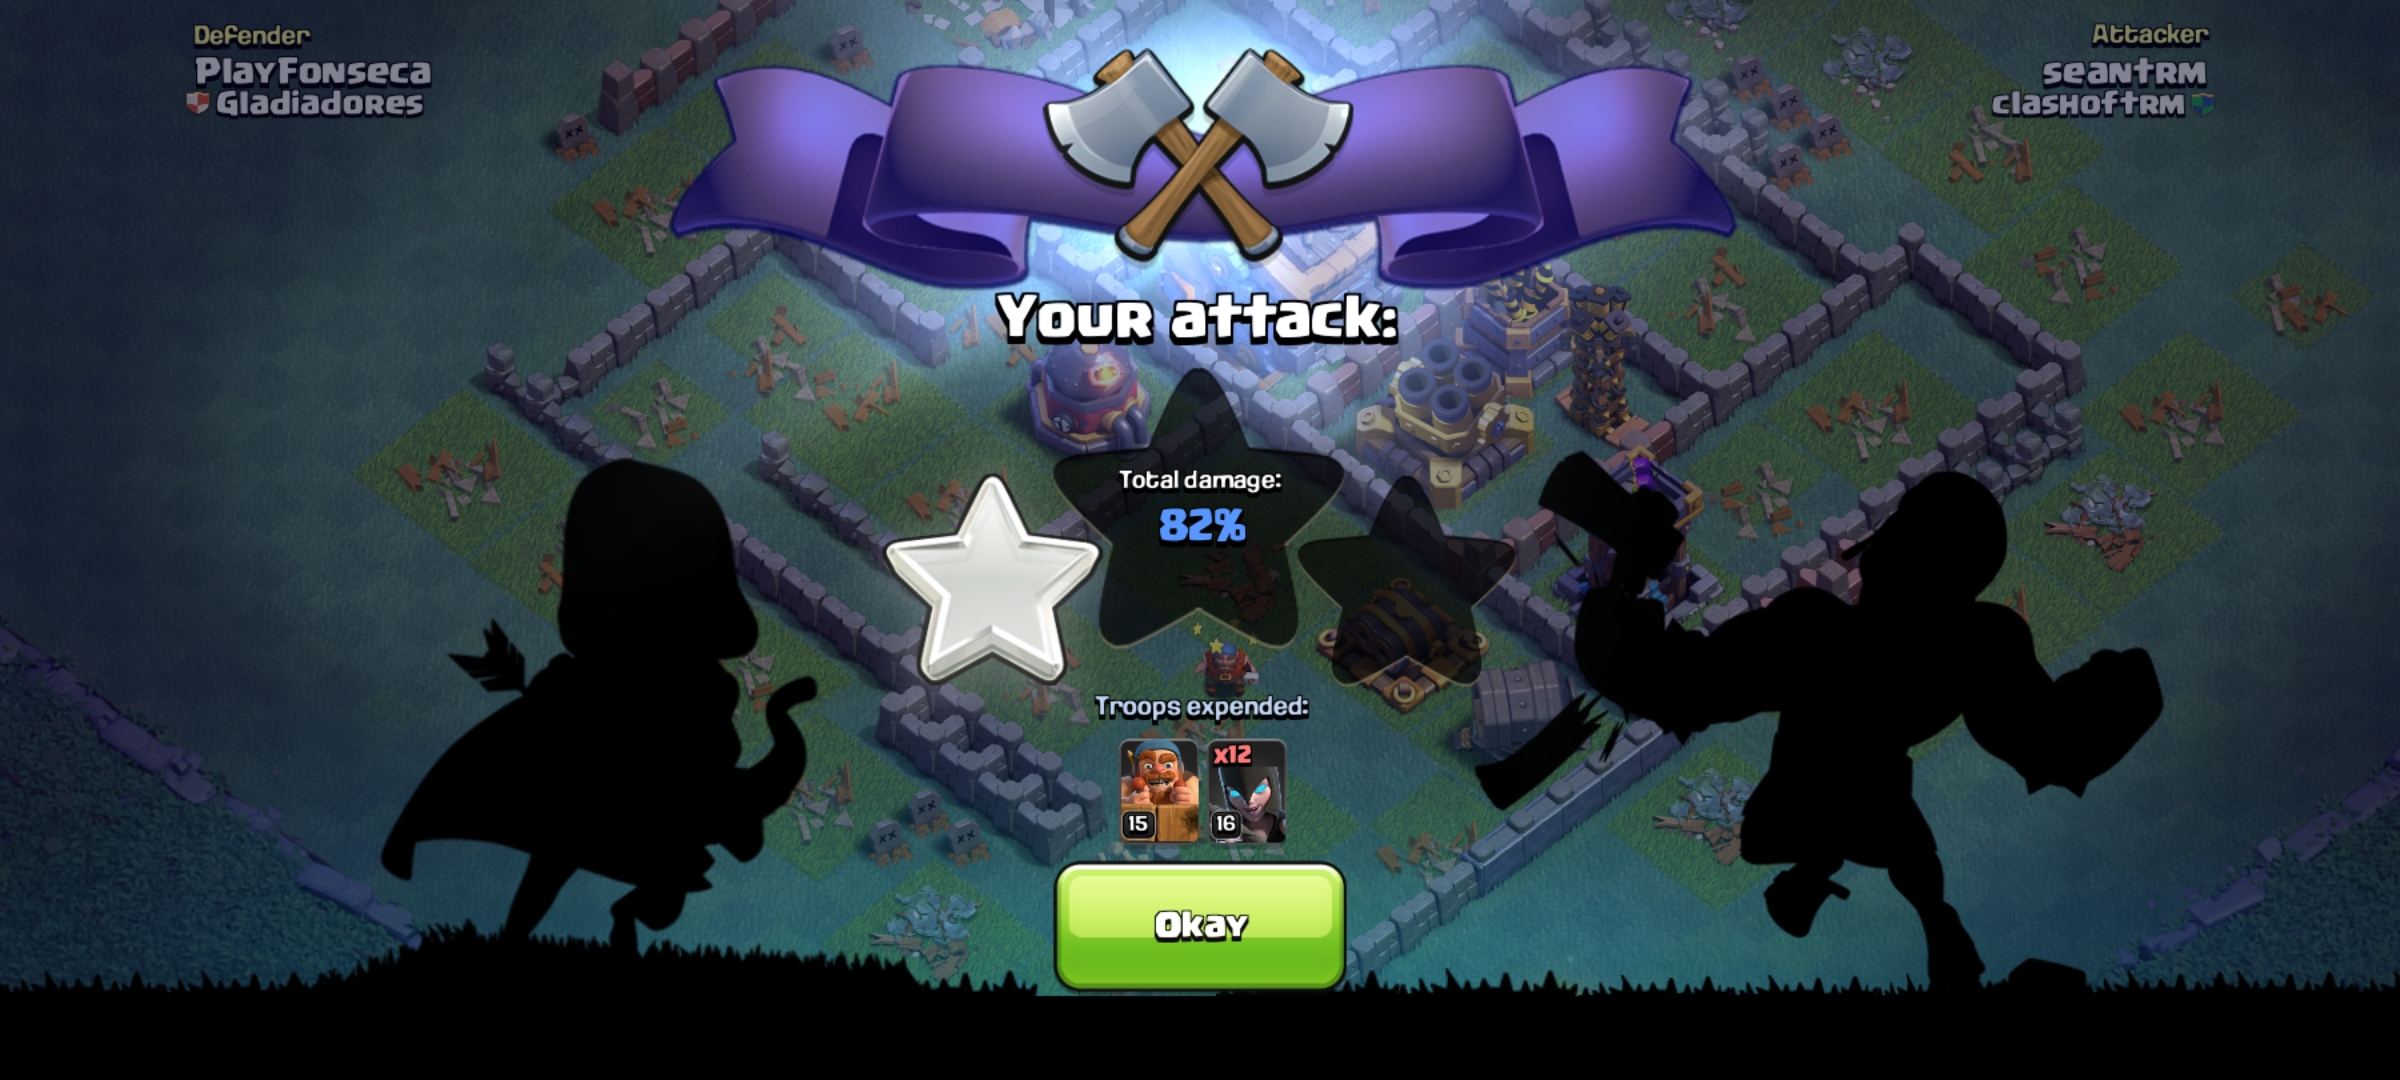 Defender
PlayFonseca
Gladiadores
Attacker
seantrm
clashoftrm
Your attack:
Total damage:
82%
Troops expended:
x12
15
16
Okay